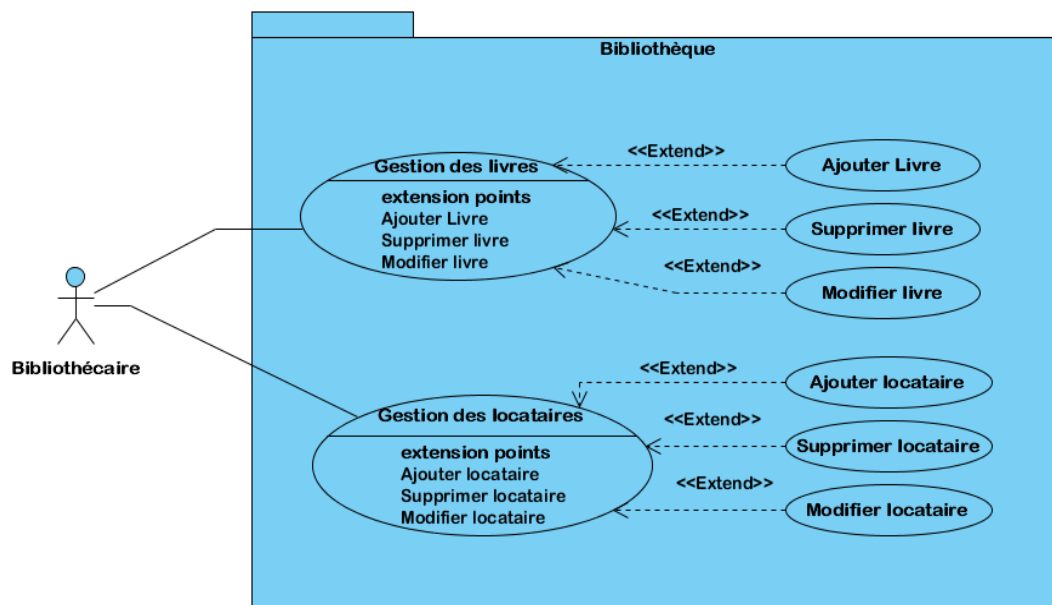 Bibliothèque
Gestion des livres
extension points
Ajouter Livre
Supprimer livre
Modifier livre
<<Extend>>
Ajouter Livre
<<Extend>>
Supprimer livre
<<Extend>>
Modifier livre
Bibliothécaire
Gestion des locataires
extension points
Ajouter locataire
Supprimer locataire
Modifier locataire
<<Extend>>
Ajouter locataire
<<Extend>>
Supprimer locataire
<<Extend>>
Modifier locataire